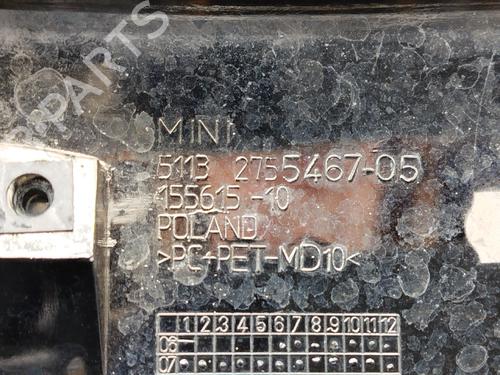 B-PARTS
MINI
5113 2755467-05
155615-10
POLAND
>PC+PET-MD10<
1 2 3 4 5 6 7 8 9 10 11 12
06
07